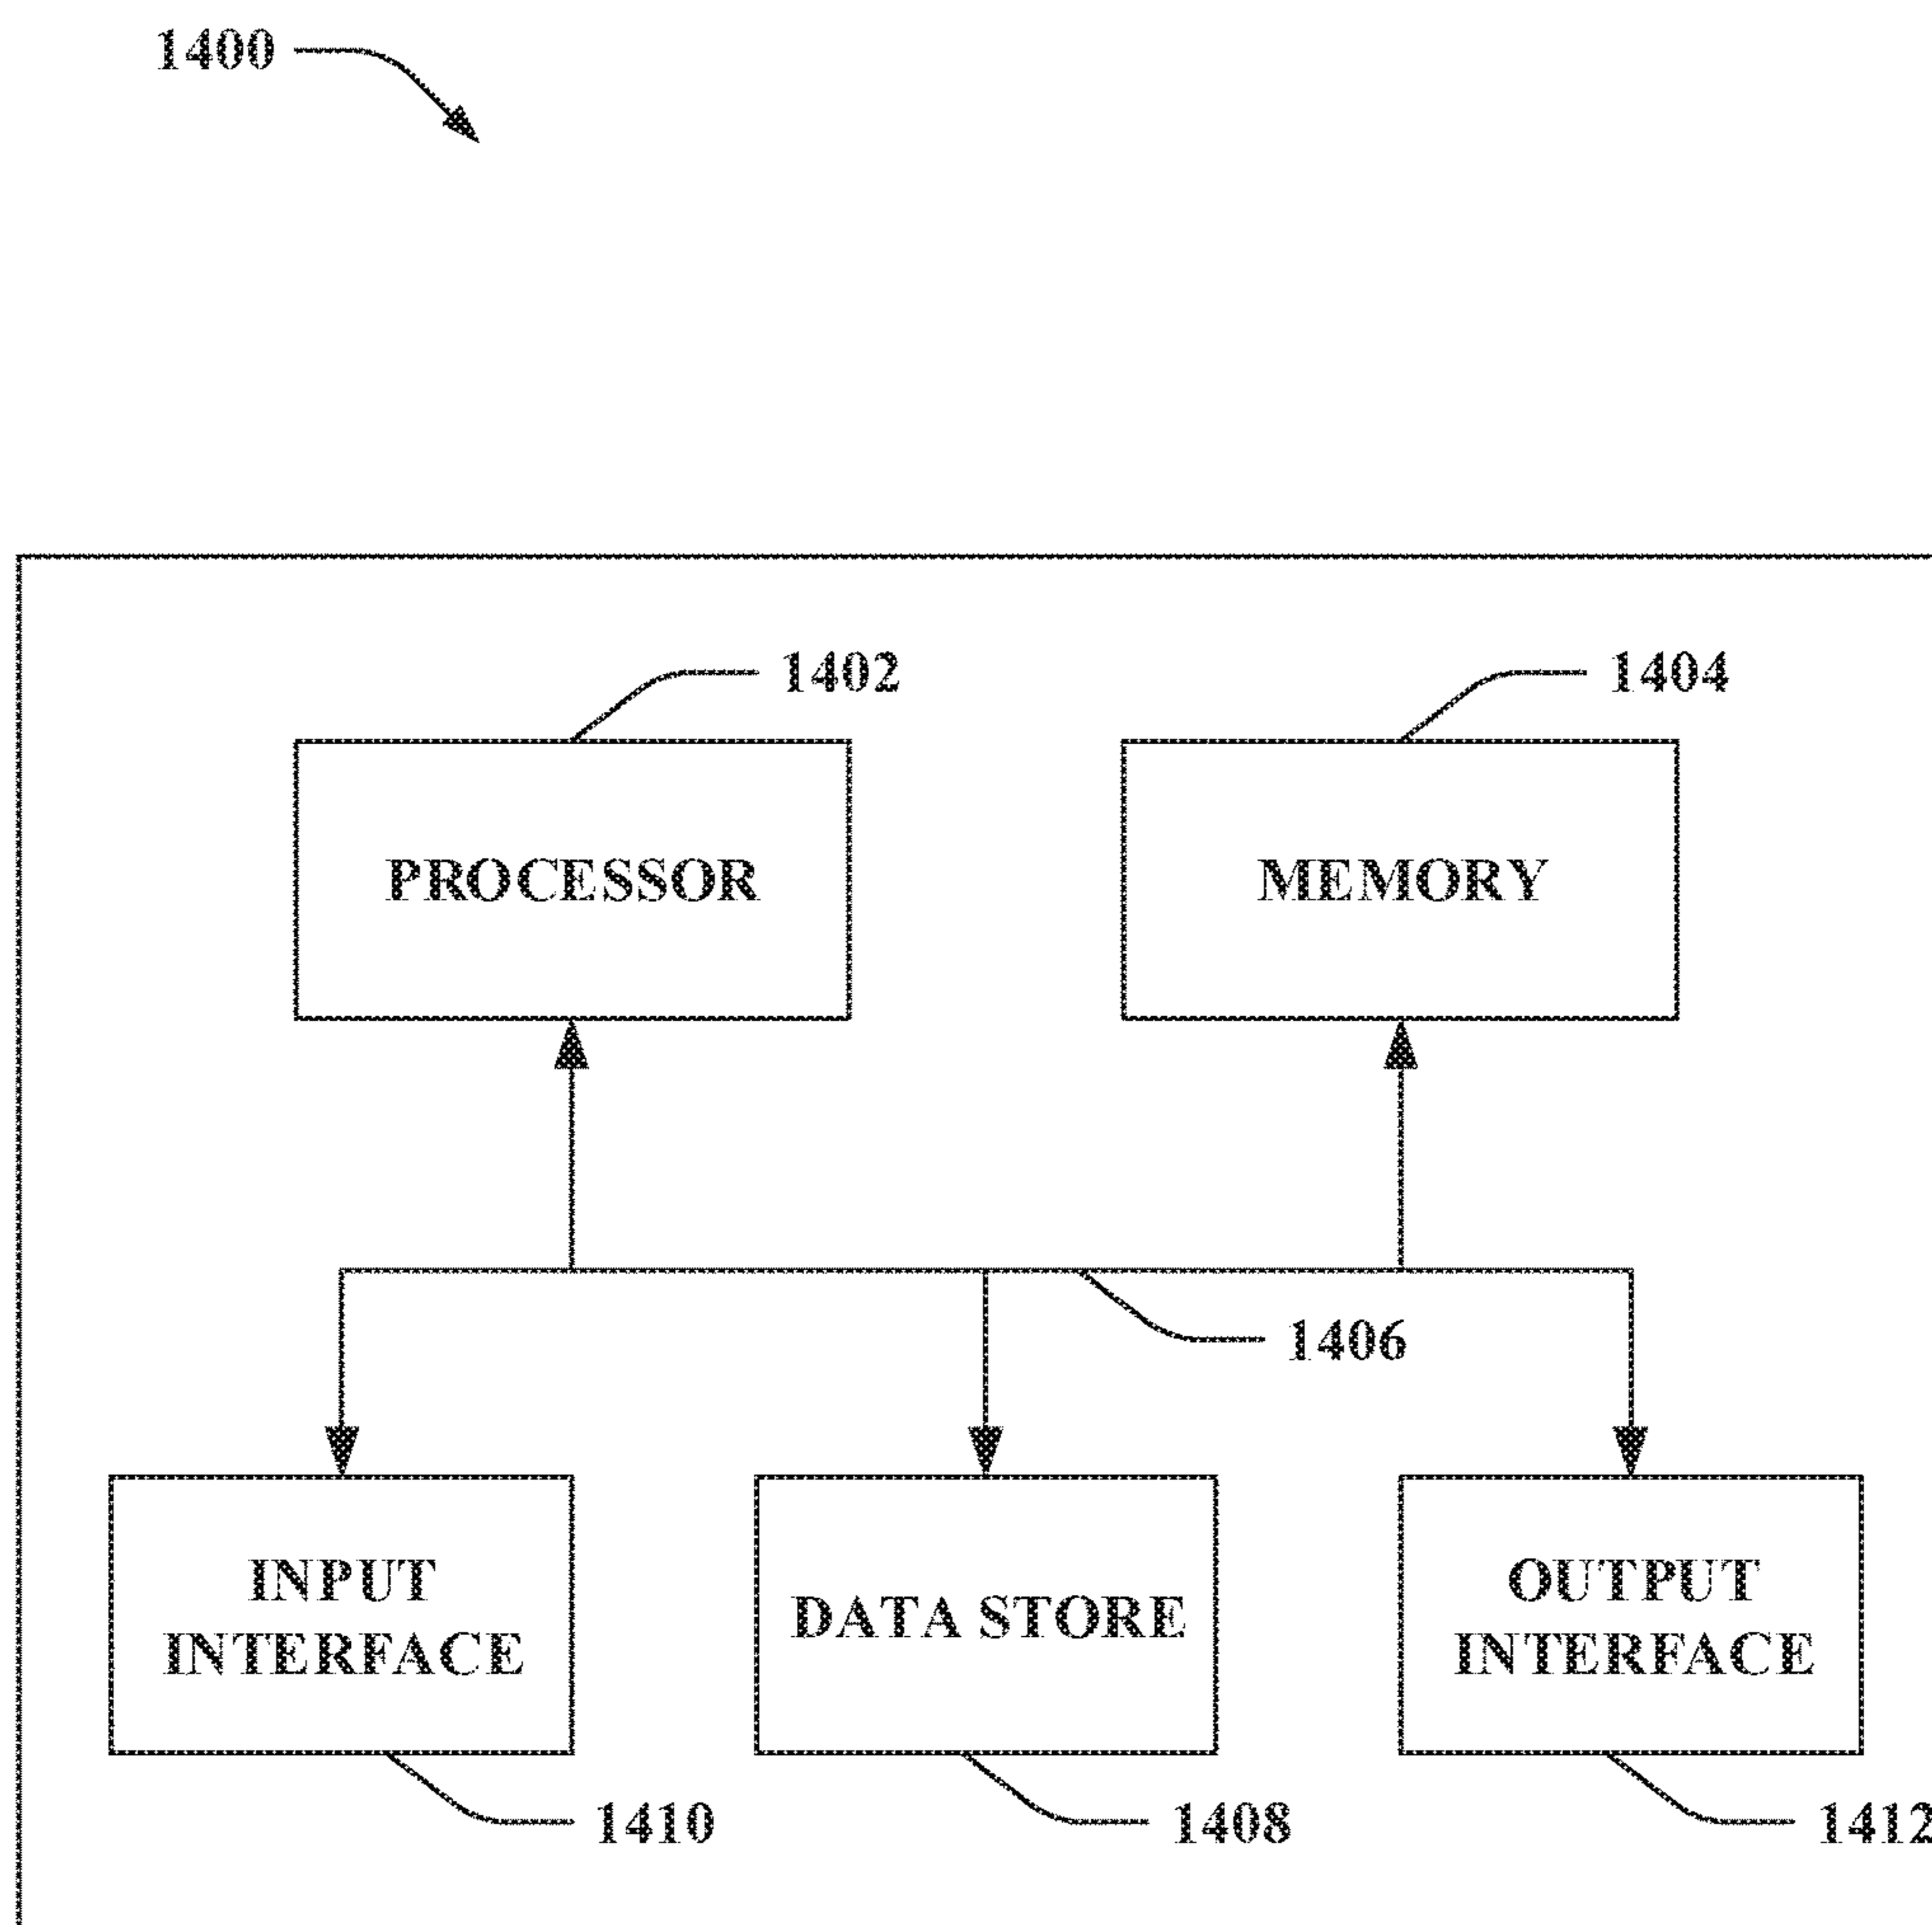 1400
1402
1404
PROCESSOR
MEMORY
1406
INPUT
INTERFACE
DATA STORE
OUTPUT
INTERFACE
1410
1408
1412